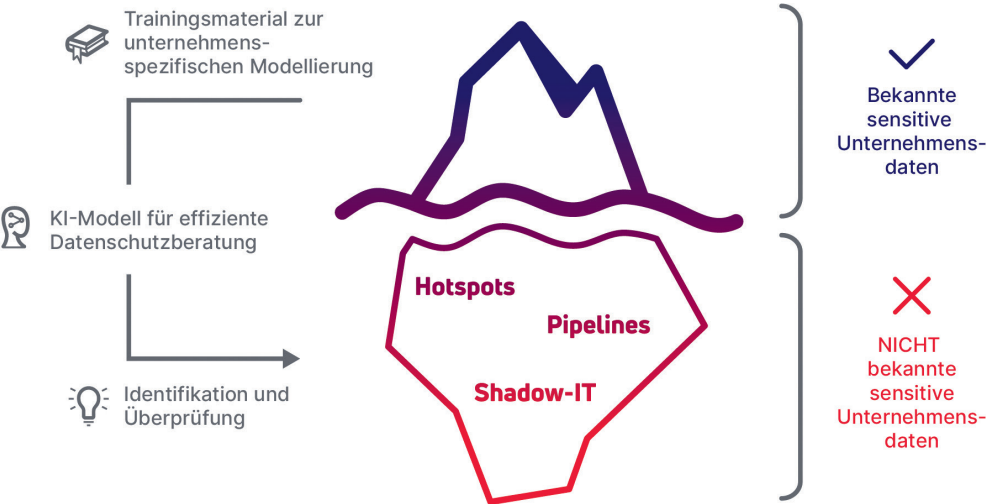 Trainingsmaterial zur
unternehmens-
spezifischen Modellierung
KI-Modell für effiziente
Datenschutzberatung
Identifikation und
Überprüfung
Hotspots
Pipelines
Shadow-IT
Bekannte
sensitive
Unternehmens-
daten
NICHT
bekannte
sensitive
Unternehmens-
daten